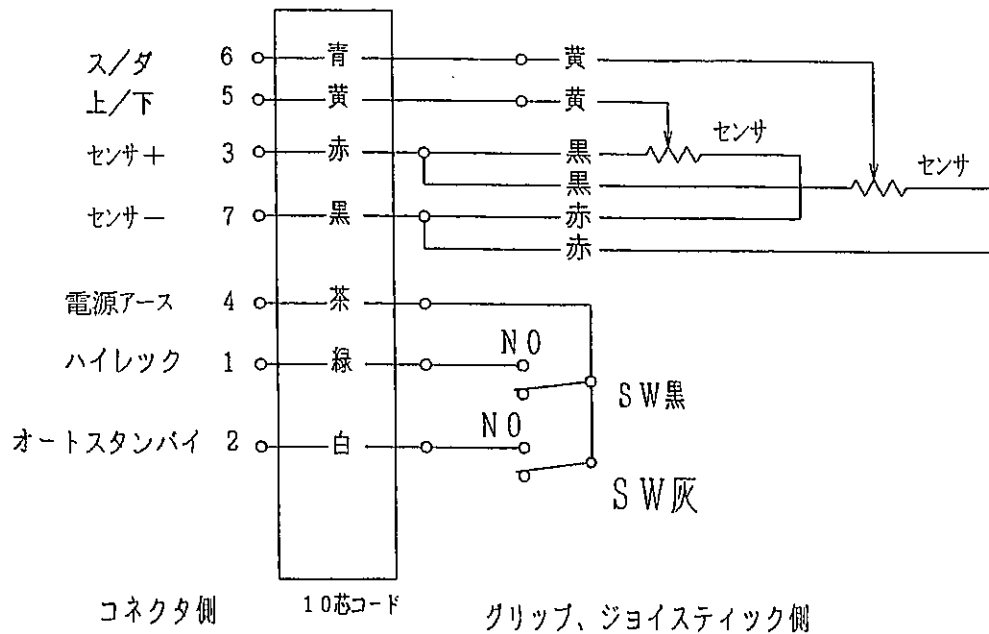 ス/ダ 6 青 黄
上/下 5 黄 黄
センサ
センサ+ 3 赤 黒
黒 センサ
センサー 7 黒 赤
赤
電源アース 4 茶
NO
ハイレック 1 緑
SW黒
NO
オートスタンバイ 2 白
SW灰
コネクタ側 10芯コード グリップ、ジョイスティック側